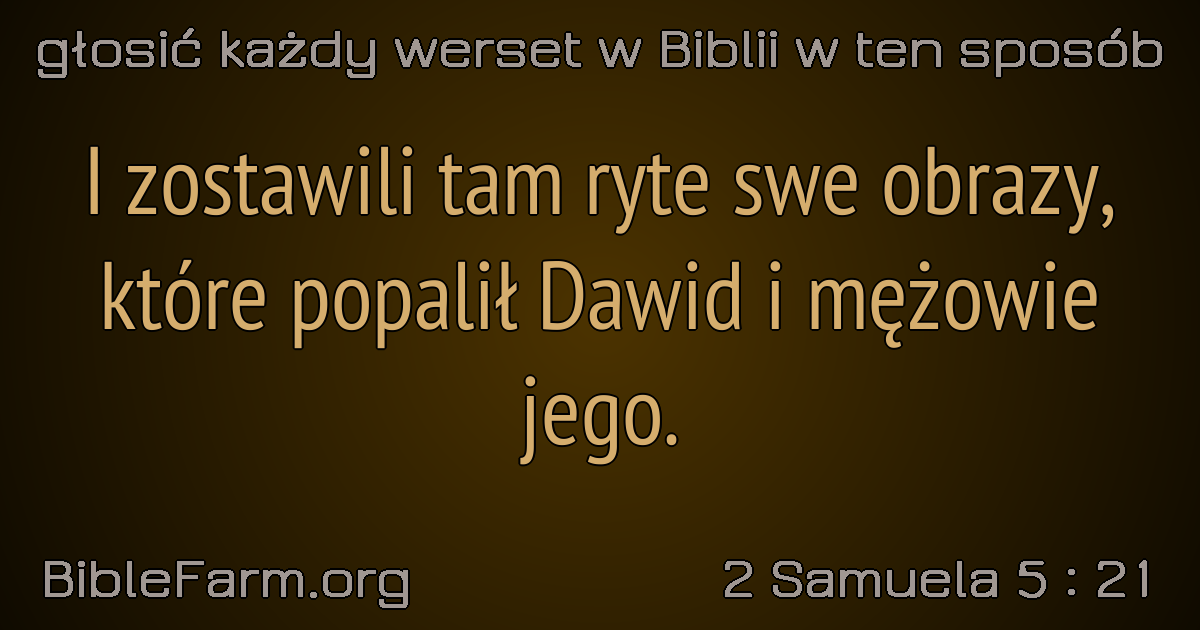 głosić każdy werset w Biblii w ten sposób
I zostawili tam ryte swe obrazy,
które popalił Dawid i mężowie
jego.
BibleFarm.org
2 Samuela 5 : 21